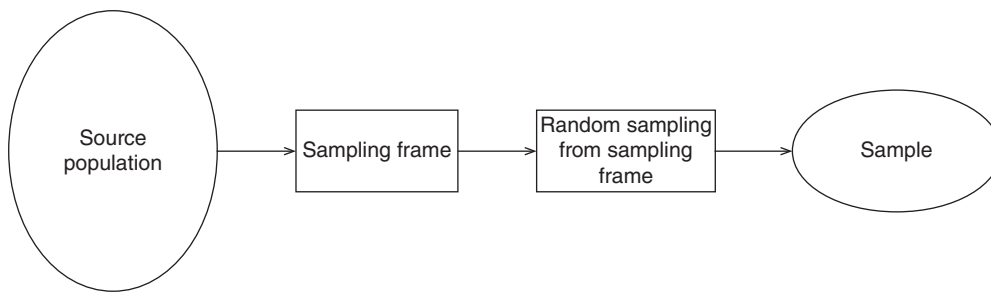 Source
population
Sampling frame
Random sampling
from sampling
frame
Sample